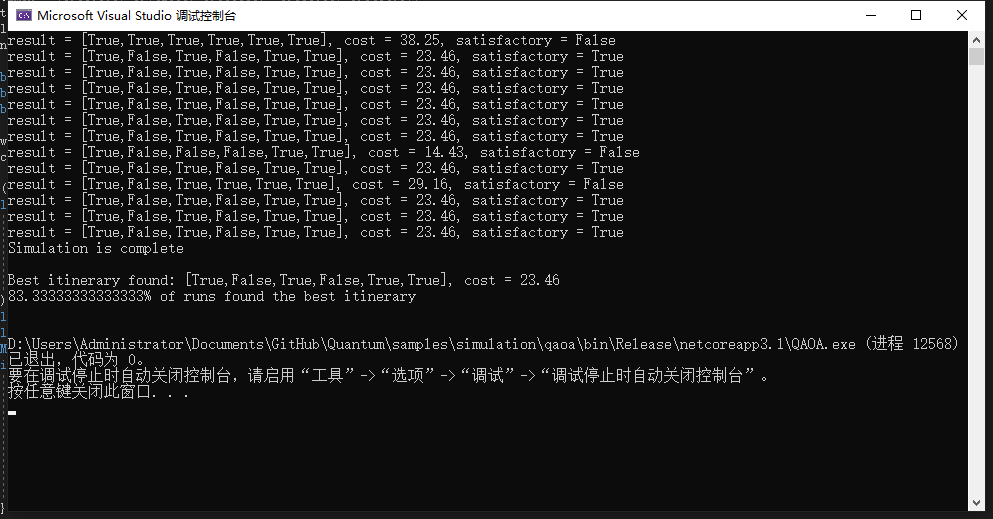 Microsoft Visual Studio 调试控制台
result = [True,True,True,True,True,True], cost = 38.25, satisfactory = False
result = [True,False,True,False,True,True], cost = 23.46, satisfactory = True
result = [True,False,True,False,True,True], cost = 23.46, satisfactory = True
result = [True,False,True,False,True,True], cost = 23.46, satisfactory = True
result = [True,False,True,False,True,True], cost = 23.46, satisfactory = True
result = [True,False,True,False,True,True], cost = 23.46, satisfactory = True
result = [True,False,True,False,True,True], cost = 23.46, satisfactory = True
result = [True,False,False,False,True,True], cost = 14.43, satisfactory = False
result = [True,False,True,False,True,True], cost = 23.46, satisfactory = True
result = [True,False,True,True,True,True], cost = 29.16, satisfactory = False
result = [True,False,True,False,True,True], cost = 23.46, satisfactory = True
result = [True,False,True,False,True,True], cost = 23.46, satisfactory = True
result = [True,False,True,False,True,True], cost = 23.46, satisfactory = True
Simulation is complete
Best itinerary found: [True,False,True,False,True,True], cost = 23.46
83.33333333333333% of runs found the best itinerary
D:\Users\Administrator\Documents\GitHub\Quantum\samples\simulation\qaoa\bin\Release\netcoreapp3.1\QAOA.exe (进程 12568)
已退出，代码为 0。
要在调试停止时自动关闭控制台，请启用“工具”->“选项”->“调试”->“调试停止时自动关闭控制台”。
按任意键关闭此窗口. . .